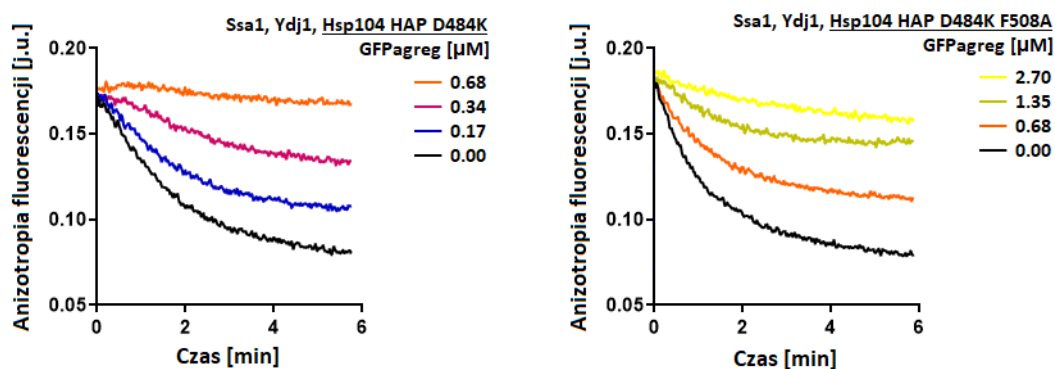 Ssa1, Ydj1, Hsp104 HAP D484K
GFPagreg [µM]
0.68
0.34
0.17
0.00
Anizotropia fluorescencji [j.u.]
0.20
0.15
0.10
0.05
0 2 4 6
Czas [min]
Ssa1, Ydj1, Hsp104 HAP D484K F508A
GFPagreg [µM]
2.70
1.35
0.68
0.00
Anizotropia fluorescencji [j.u.]
0.20
0.15
0.10
0.05
0 2 4 6
Czas [min]